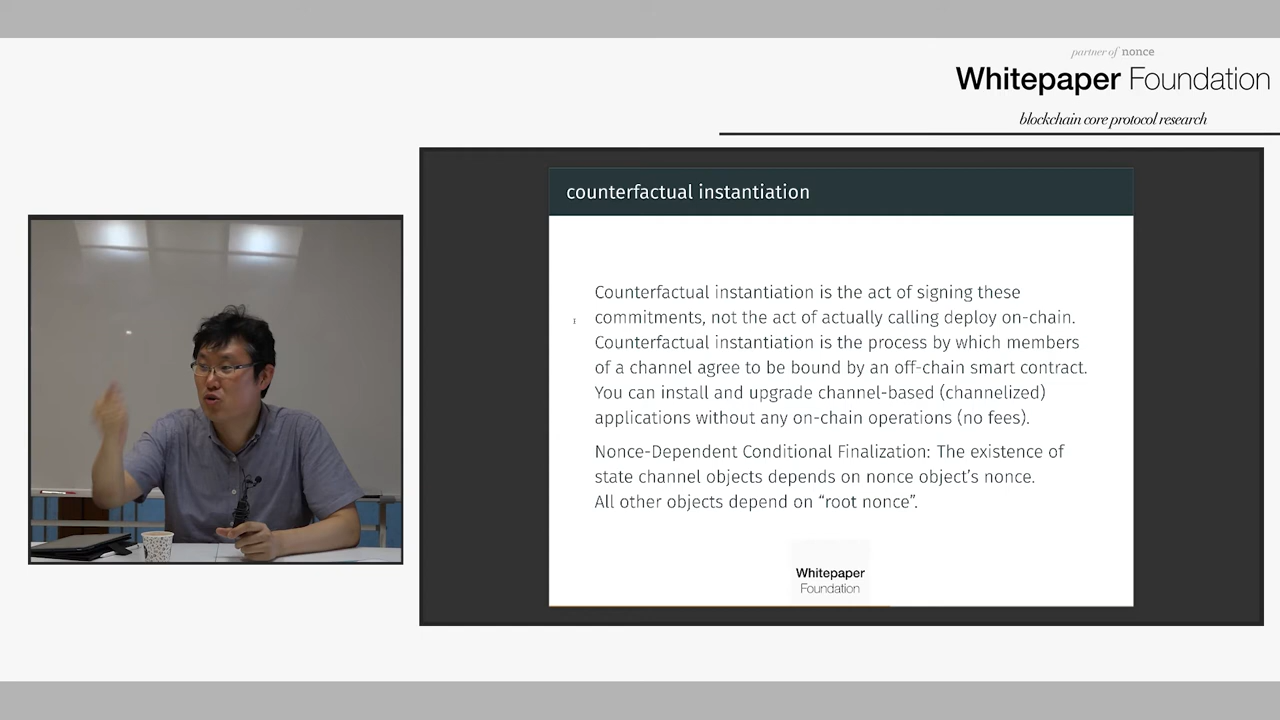 partner of nonce
Whitepaper Foundation
blockchain core protocol research
counterfactual instantiation
Counterfactual instantiation is the act of signing these
commitments, not the act of actually calling deploy on-chain.
Counterfactual instantiation is the process by which members
of a channel agree to be bound by an off-chain smart contract.
You can install and upgrade channel-based (channelized)
applications without any on-chain operations (no fees).
Nonce-Dependent Conditional Finalization: The existence of
state channel objects depends on nonce object’s nonce.
All other objects depend on “root nonce”.
Whitepaper
Foundation